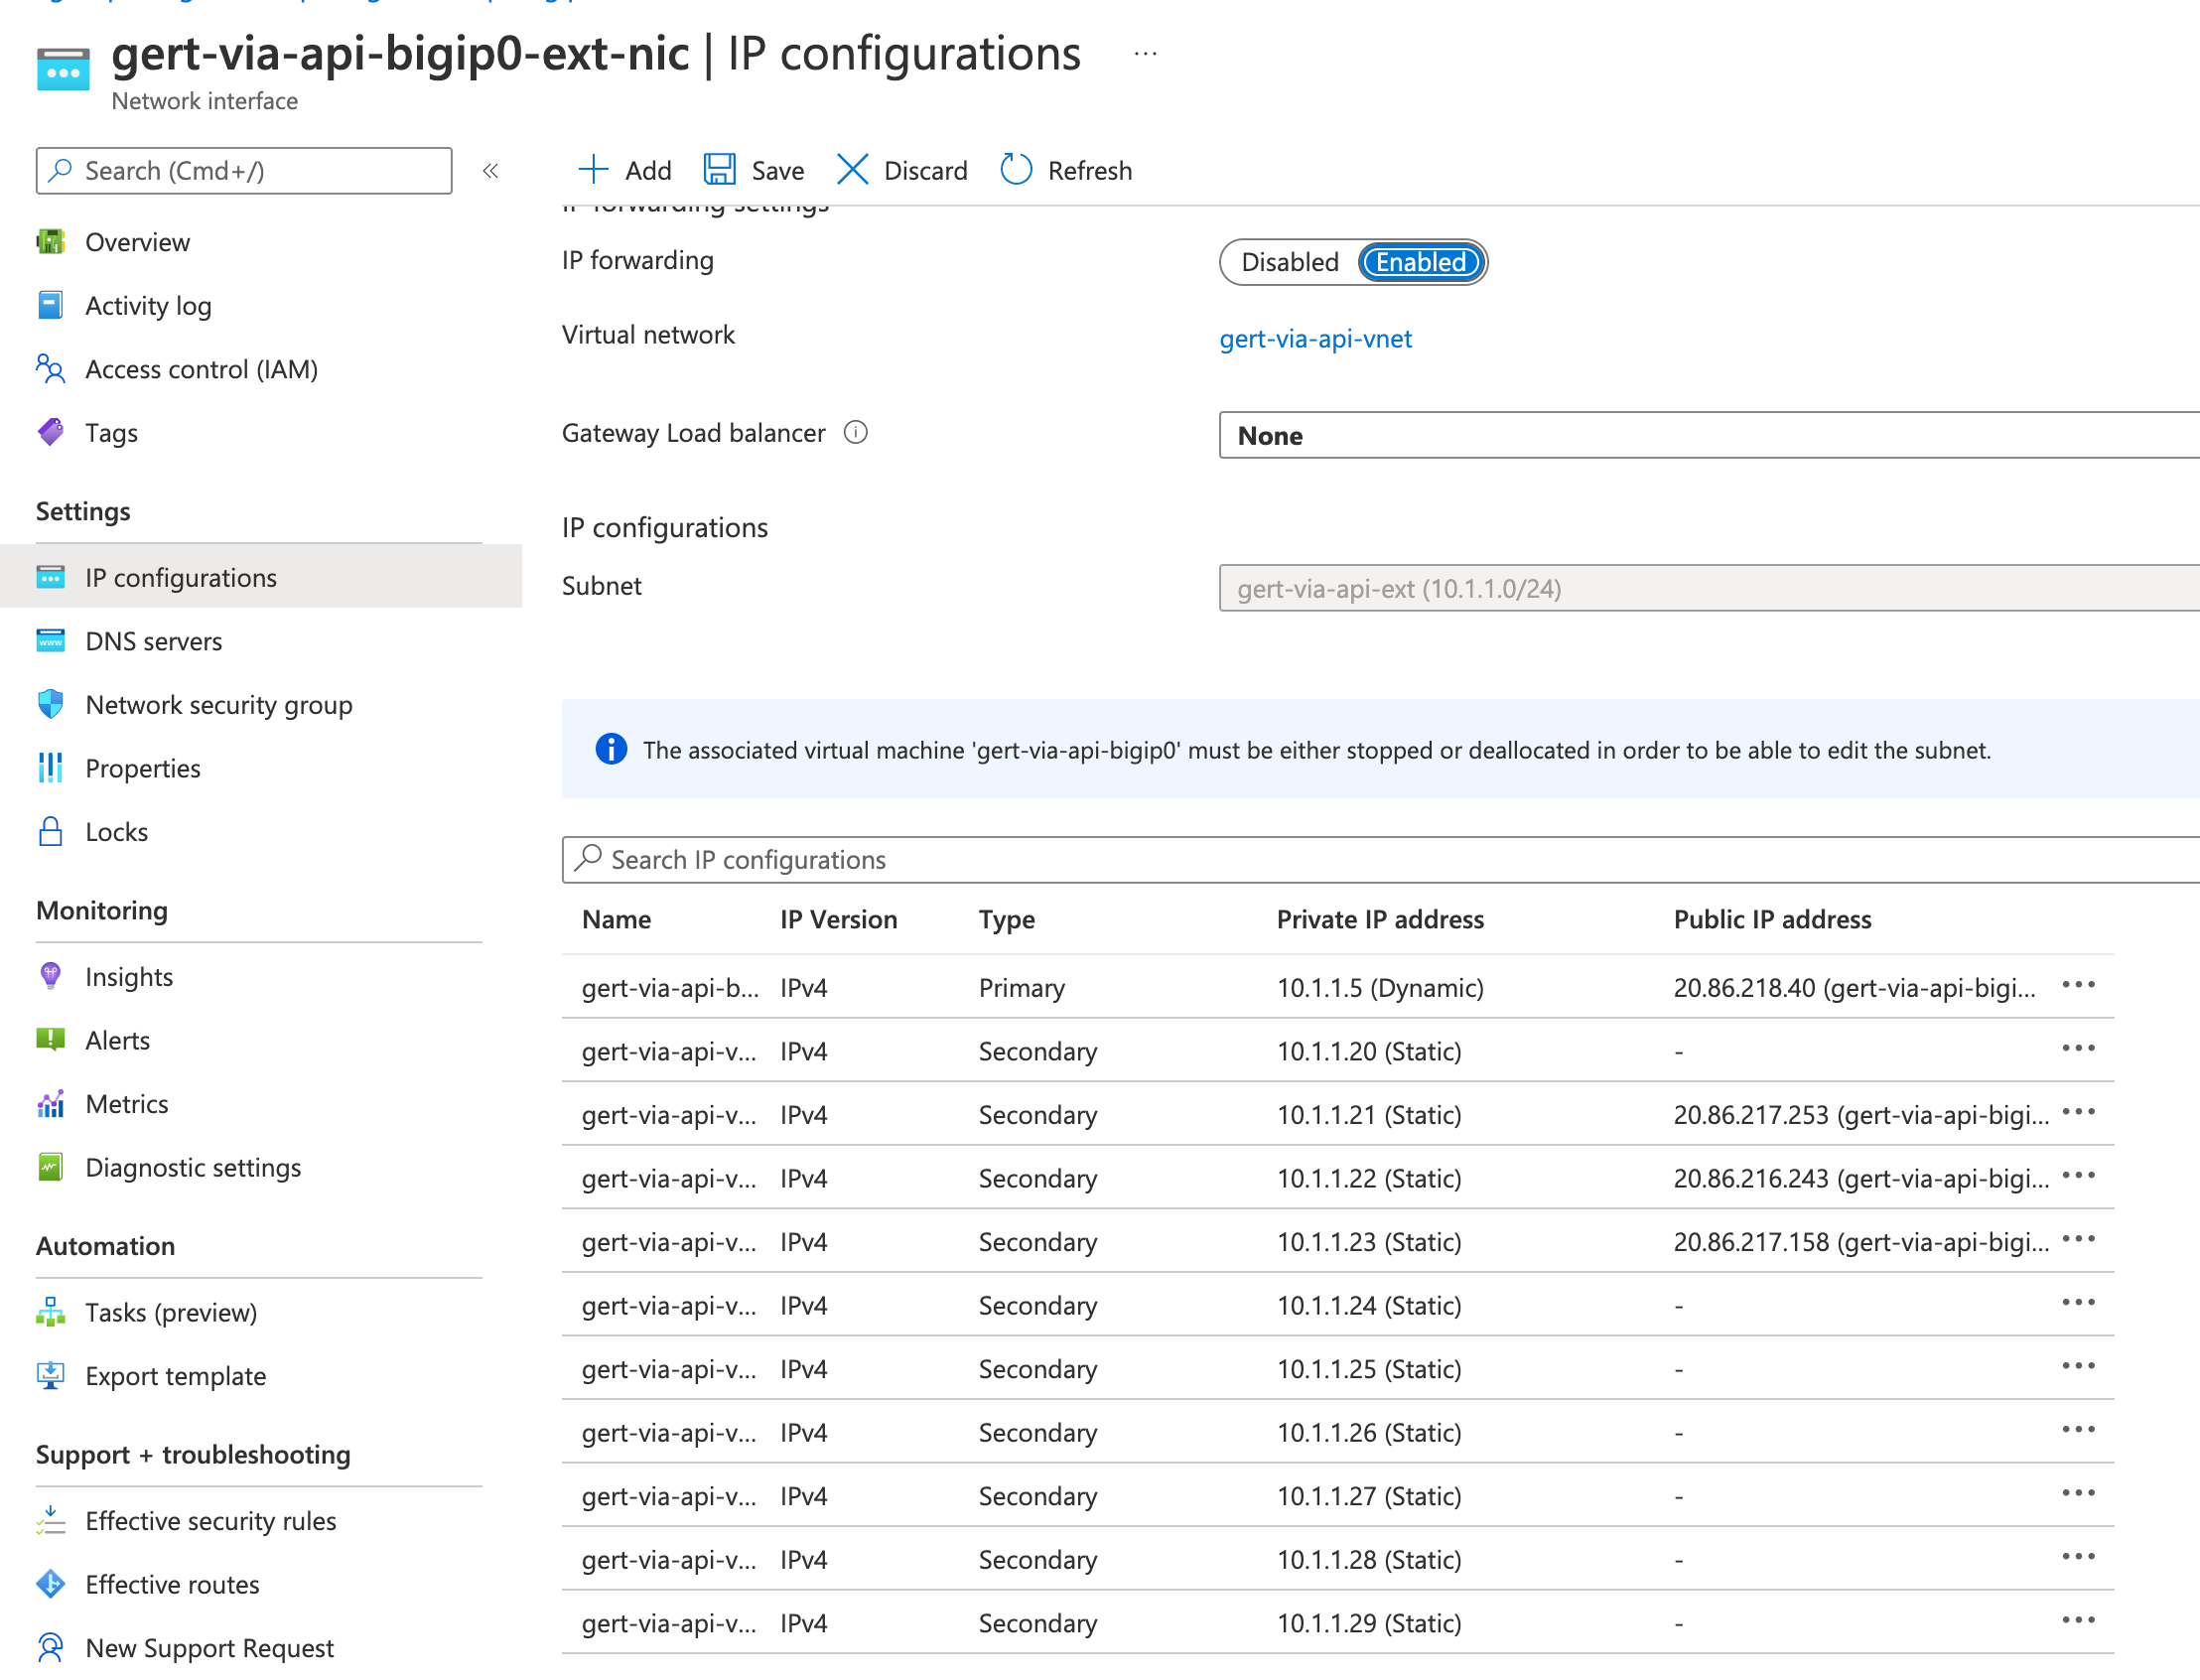 gert-via-api-bigip0-ext-nic | IP configurations ...
Network interface
Search (Cmd+/)
«
Add
Save
Discard
Refresh
Overview
Activity log
Access control (IAM)
Tags
Settings
IP configurations
DNS servers
Network security group
Properties
Locks
Monitoring
Insights
Alerts
Metrics
Diagnostic settings
Automation
Tasks (preview)
Export template
Support + troubleshooting
Effective security rules
Effective routes
New Support Request
IP forwarding settings
IP forwarding Disabled Enabled
Virtual network gert-via-api-vnet
Gateway Load balancer None
IP configurations
Subnet gert-via-api-ext (10.1.1.0/24)
The associated virtual machine 'gert-via-api-bigip0' must be either stopped or deallocated in order to be able to edit the subnet.
Search IP configurations
Name IP Version Type Private IP address Public IP address
gert-via-api-b... IPv4 Primary 10.1.1.5 (Dynamic) 20.86.218.40 (gert-via-api-bigi... •••
gert-via-api-v... IPv4 Secondary 10.1.1.20 (Static) - •••
gert-via-api-v... IPv4 Secondary 10.1.1.21 (Static) 20.86.217.253 (gert-via-api-bigi... •••
gert-via-api-v... IPv4 Secondary 10.1.1.22 (Static) 20.86.216.243 (gert-via-api-bigi... •••
gert-via-api-v... IPv4 Secondary 10.1.1.23 (Static) 20.86.217.158 (gert-via-api-bigi... •••
gert-via-api-v... IPv4 Secondary 10.1.1.24 (Static) - •••
gert-via-api-v... IPv4 Secondary 10.1.1.25 (Static) - •••
gert-via-api-v... IPv4 Secondary 10.1.1.26 (Static) - •••
gert-via-api-v... IPv4 Secondary 10.1.1.27 (Static) - •••
gert-via-api-v... IPv4 Secondary 10.1.1.28 (Static) - •••
gert-via-api-v... IPv4 Secondary 10.1.1.29 (Static) - •••